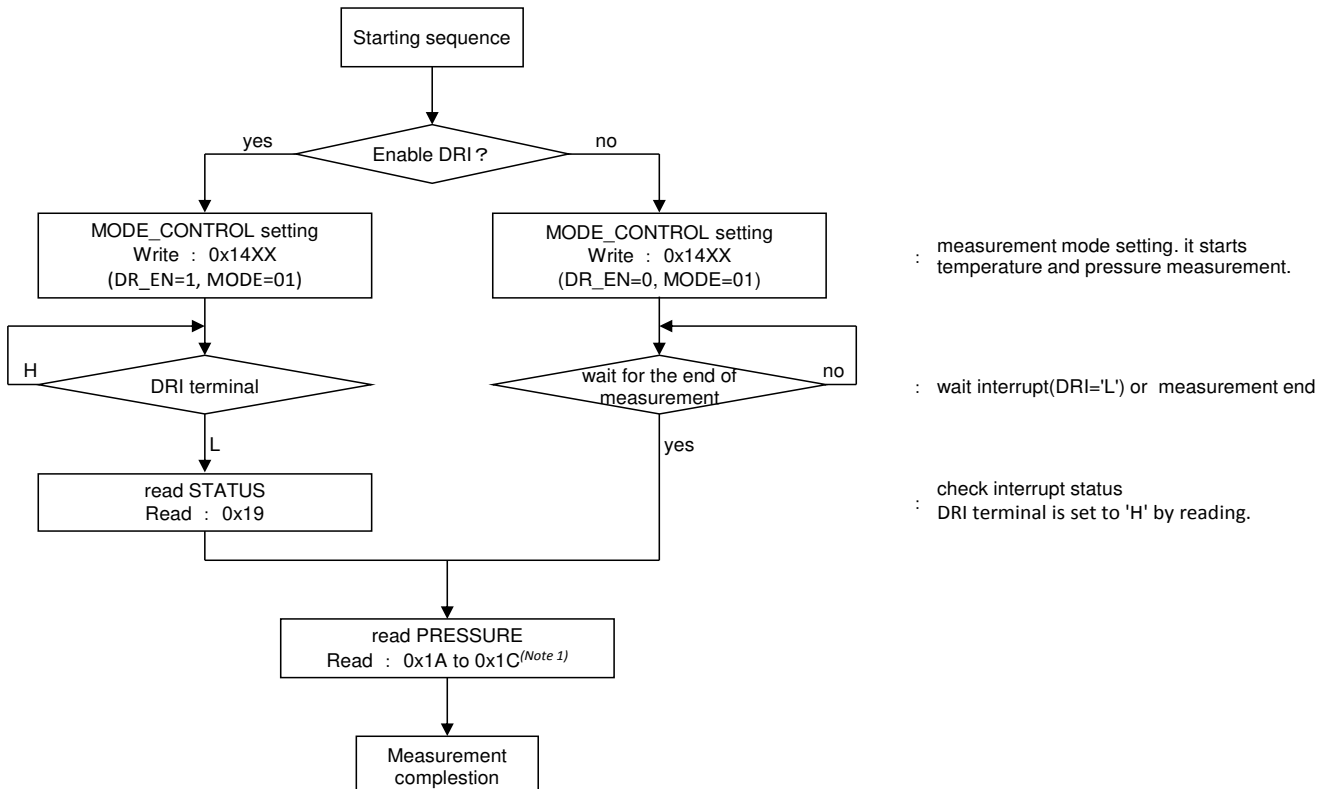 Starting sequence
yes
Enable DRI？
no
MODE_CONTROL setting
Write ： 0x14XX
(DR_EN=1, MODE=01)
MODE_CONTROL setting
Write ： 0x14XX
(DR_EN=0, MODE=01)
： measurement mode setting. it starts
temperature and pressure measurement.
H
DRI terminal
wait for the end of
measurement
no
： wait interrupt(DRI='L') or measurement end
L
yes
read STATUS
Read ： 0x19
： check interrupt status
DRI terminal is set to 'H' by reading.
read PRESSURE
Read ： 0x1A to 0x1C(Note 1)
Measurement
complestion